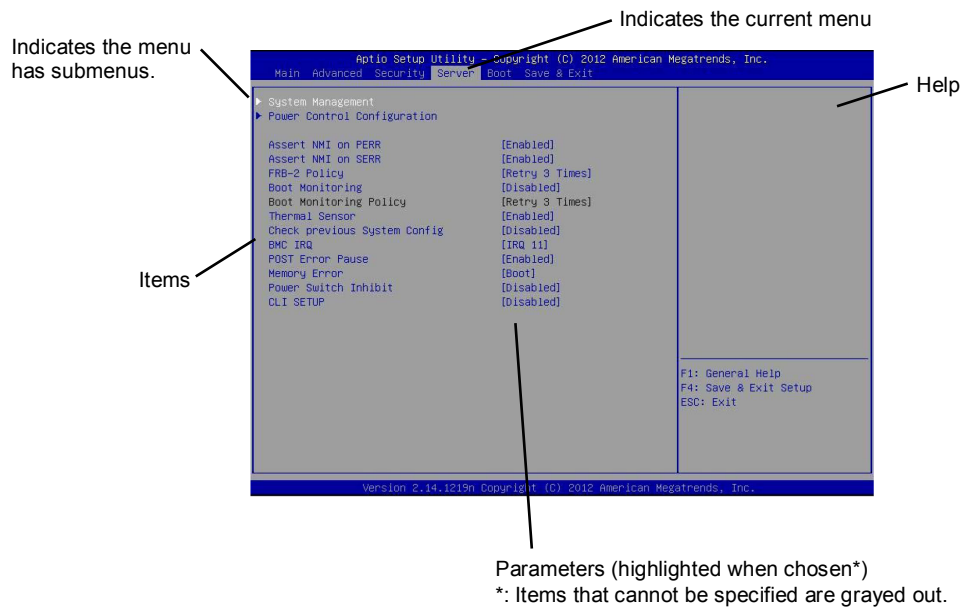 Indicates the current menu
Indicates the menu
has submenus.
Aptio Setup Utility – Copyright (C) 2012 American Megatrends, Inc.
Main Advanced Security Server Boot Save & Exit
Help
System Management
Power Control Configuration
Assert NMI on PERR [Enabled]
Assert NMI on SERR [Enabled]
FRB-2 Policy [Retry 3 Times]
Boot Monitoring [Disabled]
Boot Monitoring Policy [Retry 3 Times]
Thermal Sensor [Enabled]
Check previous System Config [Disabled]
BMC IRQ [IRQ 11]
POST Error Pause [Enabled]
Memory Error [Boot]
Power Switch Inhibit [Disabled]
CLI SETUP [Disabled]
Items
F1: General Help
F4: Save & Exit Setup
ESC: Exit
Version 2.14.1219n Copyright (C) 2012 American Megatrends, Inc.
Parameters (highlighted when chosen*)
*: Items that cannot be specified are grayed out.